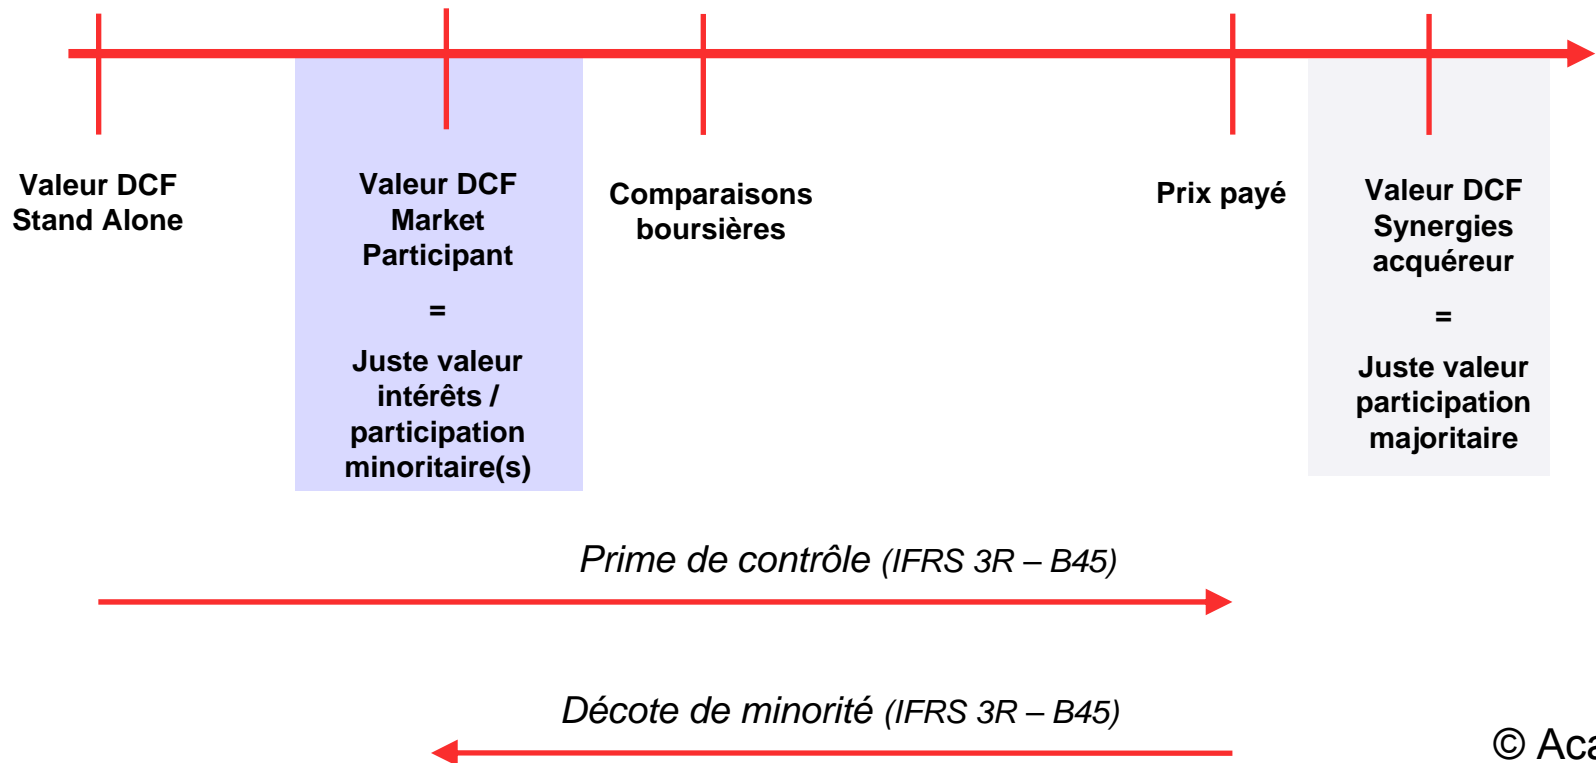 Valeur DCF
Stand Alone
Valeur DCF
Market
Participant
=
Juste valeur
intérêts /
participation
minoritaire(s)
Comparaisons
boursières
Prix payé
Valeur DCF
Synergies
acquéreur
=
Juste valeur
participation
majoritaire
Prime de contrôle (IFRS 3R – B45)
Décote de minorité (IFRS 3R – B45)
© Aca